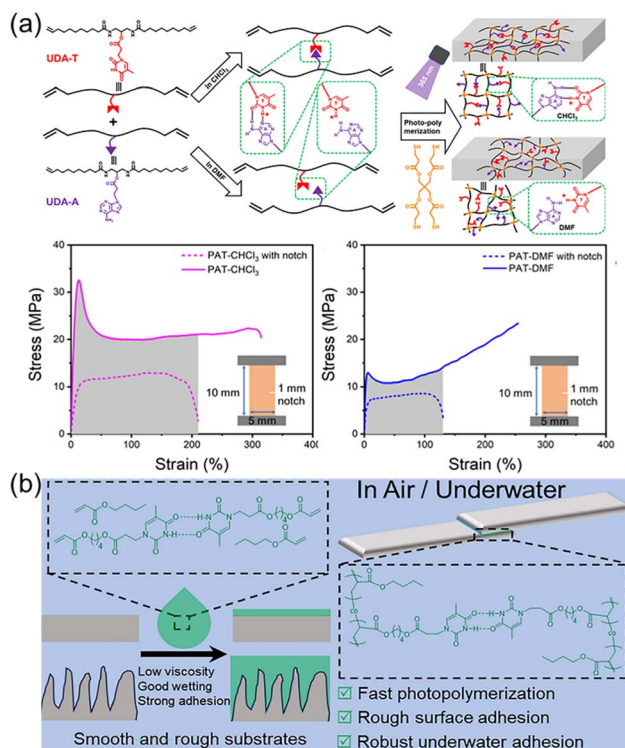 (a)
UDA-T
+
UDA-A
In CHCl₃
In DMF
365 nm
Photo-poly
merization
CHCl₃
DMF
Stress (MPa)
40
30
20
10
0
PAT-CHCl₃ with notch
PAT-CHCl₃
10 mm
1 mm
notch
5 mm
0 100 200 300 400
Strain (%)
Stress (MPa)
40
30
20
10
0
PAT-DMF with notch
PAT-DMF
10 mm
1 mm
notch
5 mm
0 100 200 300 400
Strain (%)
(b)
In Air / Underwater
Low viscosity
Good wetting
Strong adhesion
Smooth and rough substrates
☑ Fast photopolymerization
☑ Rough surface adhesion
☑ Robust underwater adhesion